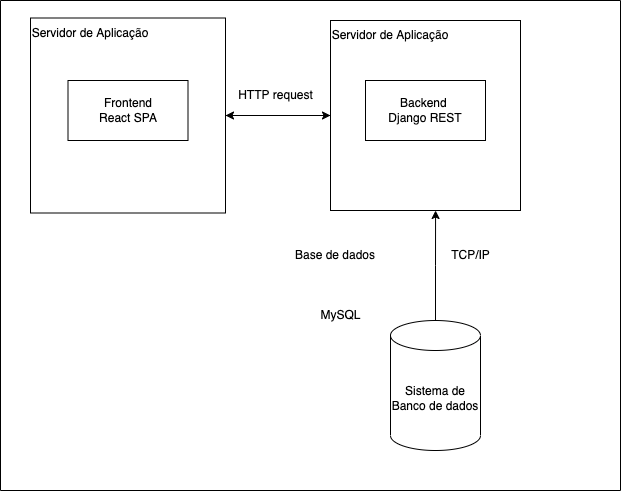 Servidor de Aplicação
Frontend
React SPA
HTTP request
Servidor de Aplicação
Backend
Django REST
Base de dados
TCP/IP
MySQL
Sistema de
Banco de dados